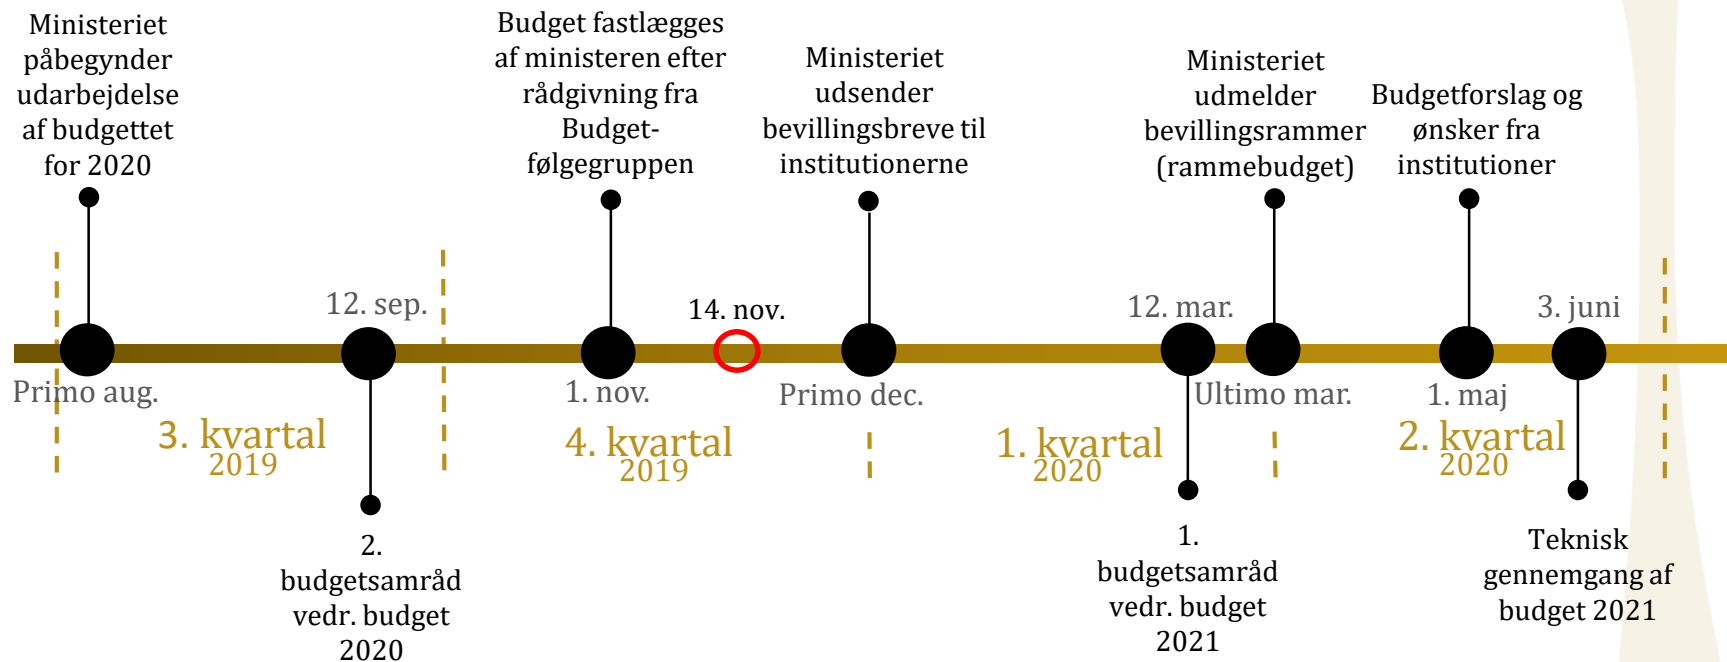 Ministeriet
påbegynder
udarbejdelse
af budgettet
for 2020
Budget fastlægges
af ministeren efter
rådgivning fra
Budget-
følgegruppen
Ministeriet
udsender
bevillingsbreve til
institutionerne
Ministeriet
udmelder
bevillingsrammer
(rammebudget)
Budgetforslag og
ønsker fra
institutioner
12. sep.
14. nov.
12. mar.
3. juni
Primo aug.
1. nov.
Primo dec.
Ultimo mar.
1. maj
3. kvartal
2019
4. kvartal
2019
1. kvartal
2020
2. kvartal
2020
2.
budgetsamråd
vedr. budget
2020
1.
budgetsamråd
vedr. budget
2021
Teknisk
gennemgang af
budget 2021